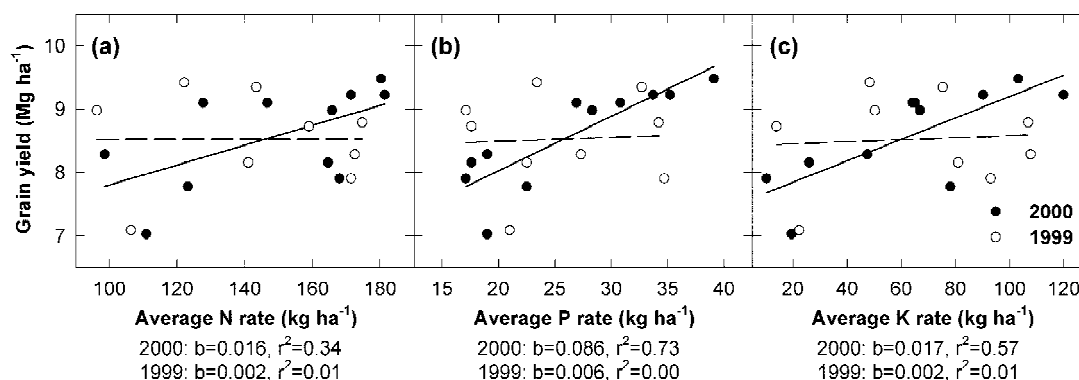 (a) (b) (c)
Grain yield (Mg ha⁻¹)
10
9
8
7
2000
1999
100 120 140 160 180 15 20 25 30 35 40 20 40 60 80 100 120
Average N rate (kg ha⁻¹) Average P rate (kg ha⁻¹) Average K rate (kg ha⁻¹)
2000: b=0.016, r²=0.34 2000: b=0.086, r²=0.73 2000: b=0.017, r²=0.57
1999: b=0.002, r²=0.01 1999: b=0.006, r²=0.00 1999: b=0.002, r²=0.01